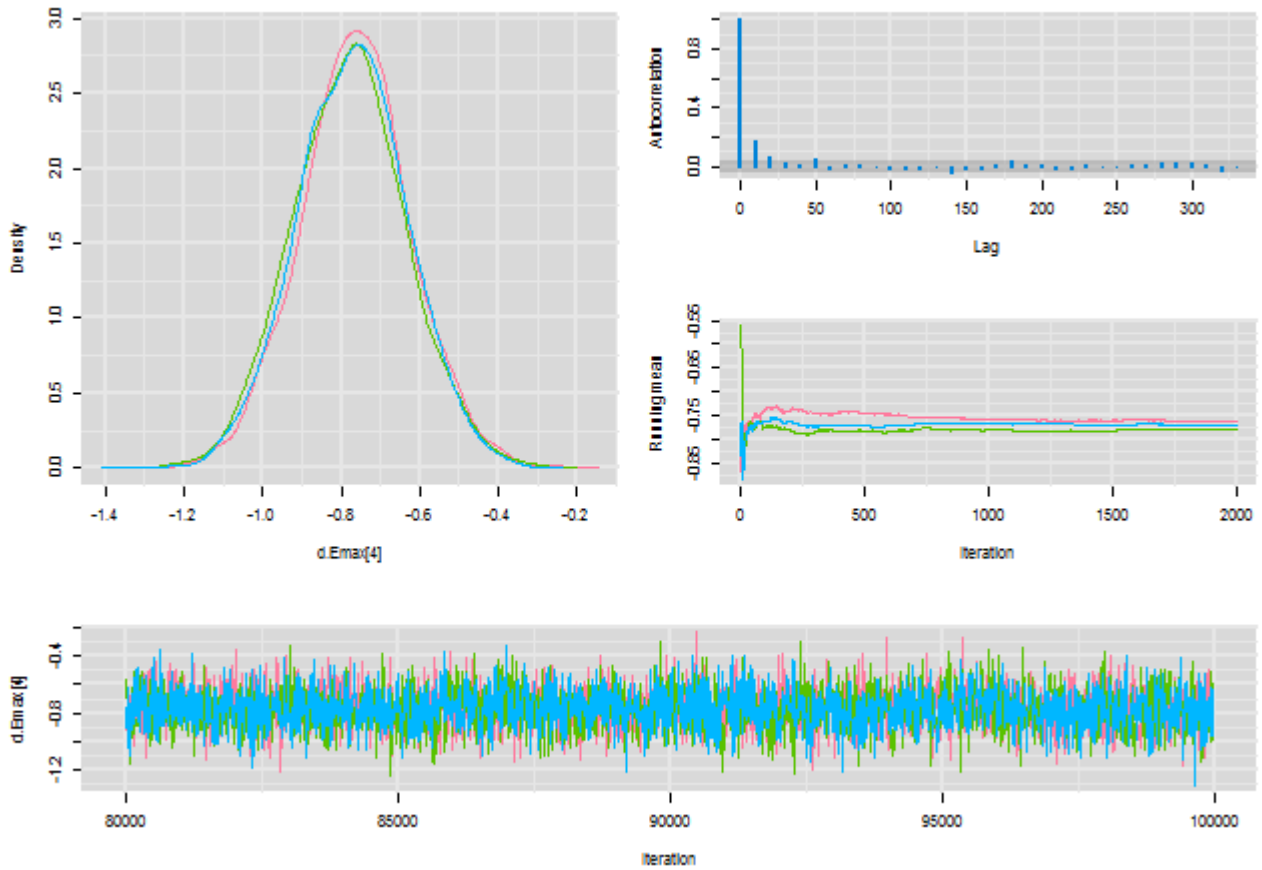 Density
0.0 0.5 1.0 1.5 2.0 2.5 3.0
-1.4 -1.2 -1.0 -0.8 -0.6 -0.4 -0.2
d.Emax[4]
Autocorrelation
0.0 0.4 0.8
0 50 100 150 200 250 300
Lag
Running mean
-0.85 -0.75 -0.65 -0.55
0 500 1000 1500 2000
Iteration
d.Emax[4]
-1.2 -0.8 -0.4
80000 85000 90000 95000 100000
Iteration